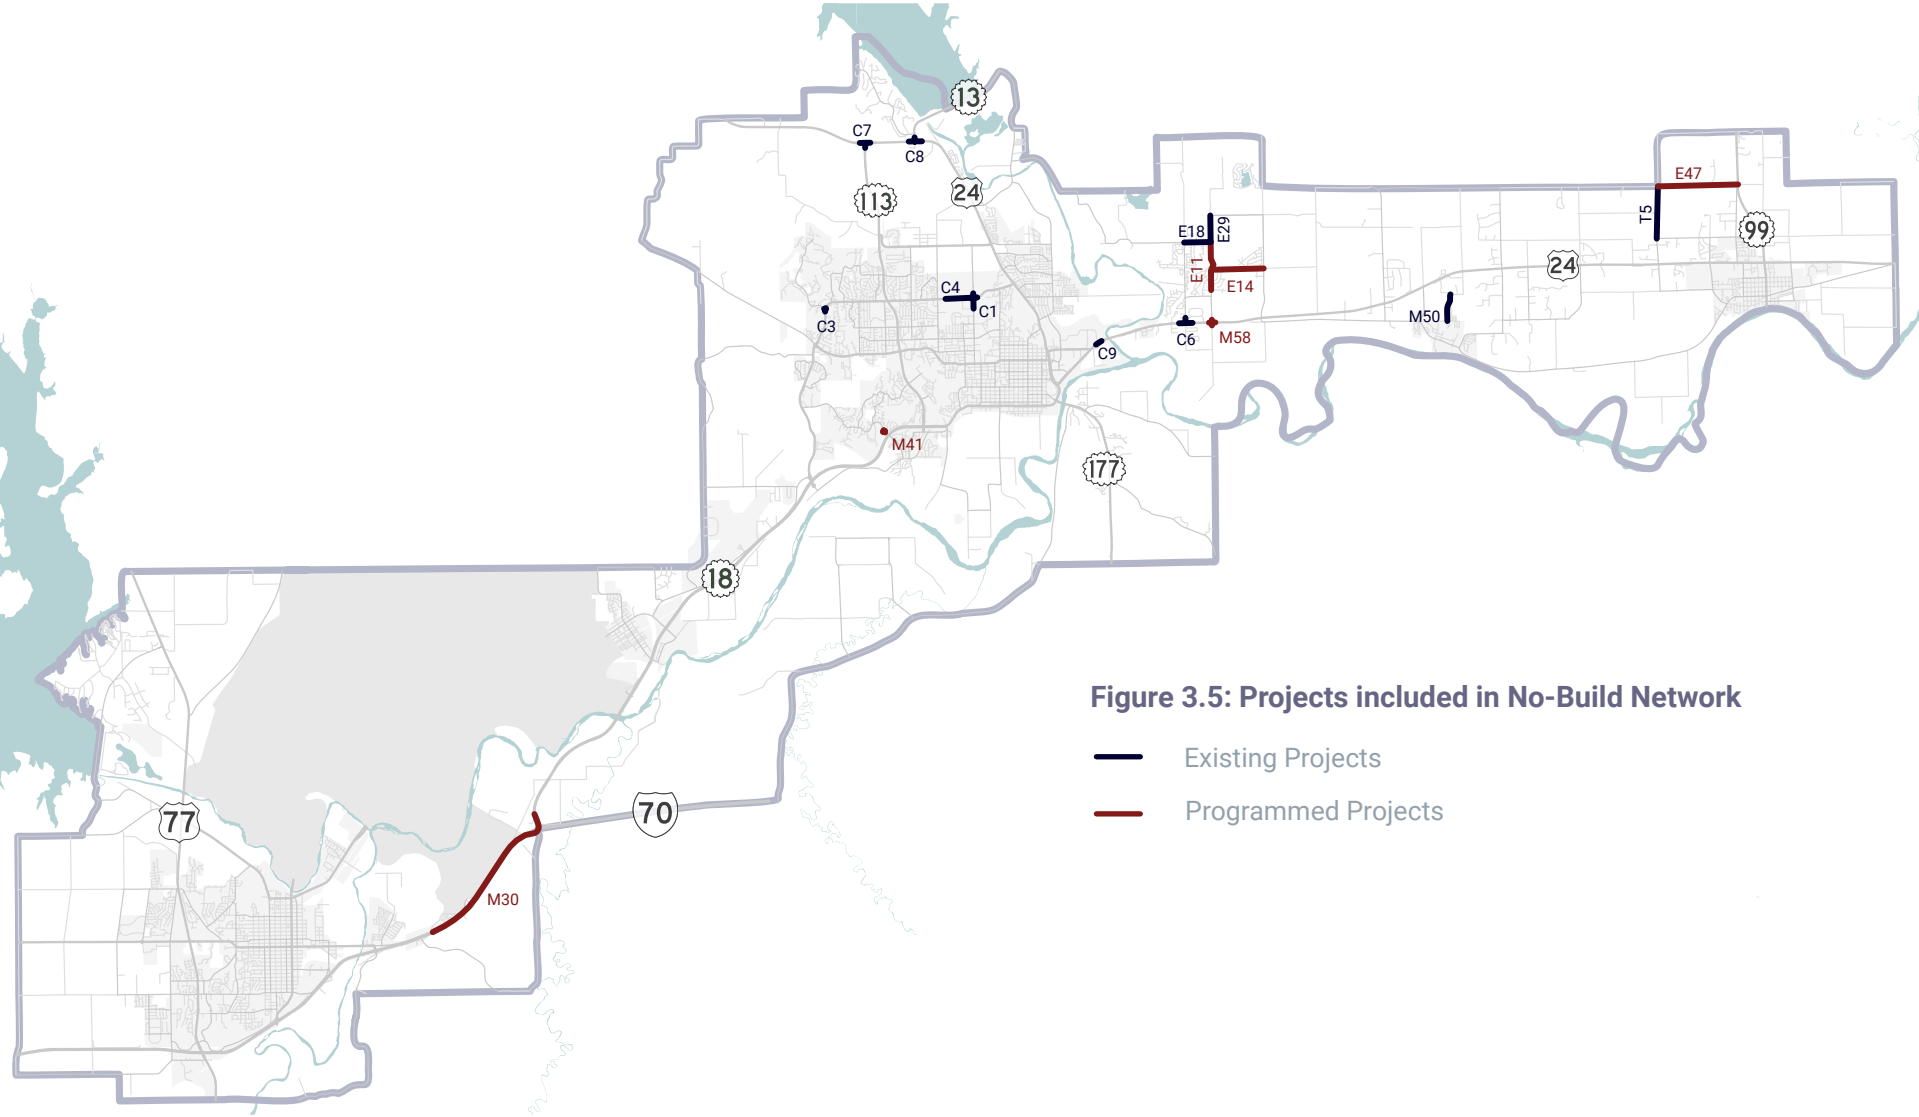 13
C7
C8
113
24
E47
T5
99
E18
E29
E11
E14
24
C4
C1
C3
M50
C6
M58
C9
M41
177
18
Figure 3.5: Projects included in No-Build Network
Existing Projects
Programmed Projects
70
77
M30